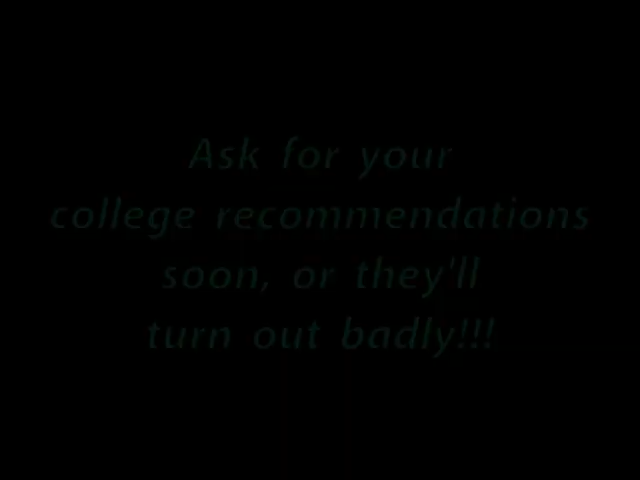 Ask for your
college recommendations
soon, or they'll
turn out badly!!!